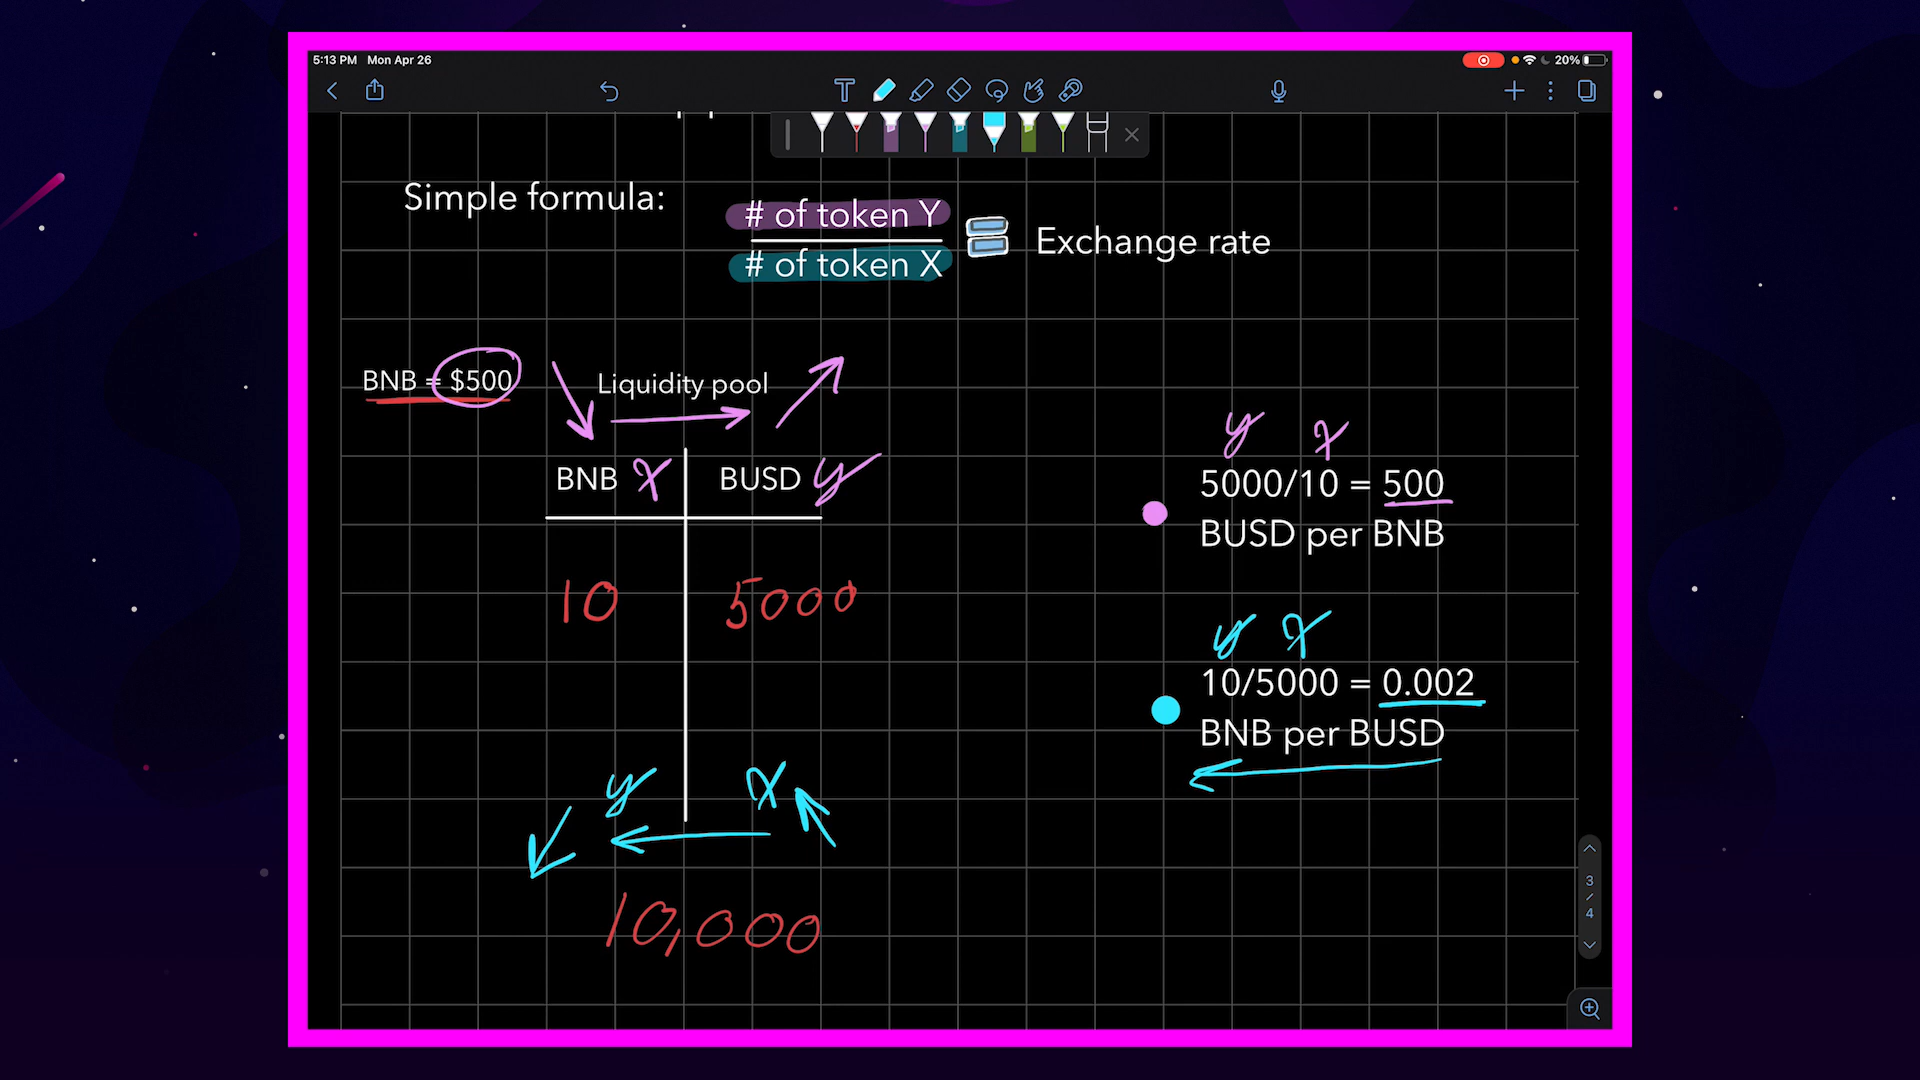 5:13 PM Mon Apr 26
20%
Simple formula:
# of token Y
# of token X
Exchange rate
BNB = $500
Liquidity pool
BNB x
BUSD y
10
5000
y x
10,000
y x
5000/10 = 500
BUSD per BNB
y x
10/5000 = 0.002
BNB per BUSD
3
/
4